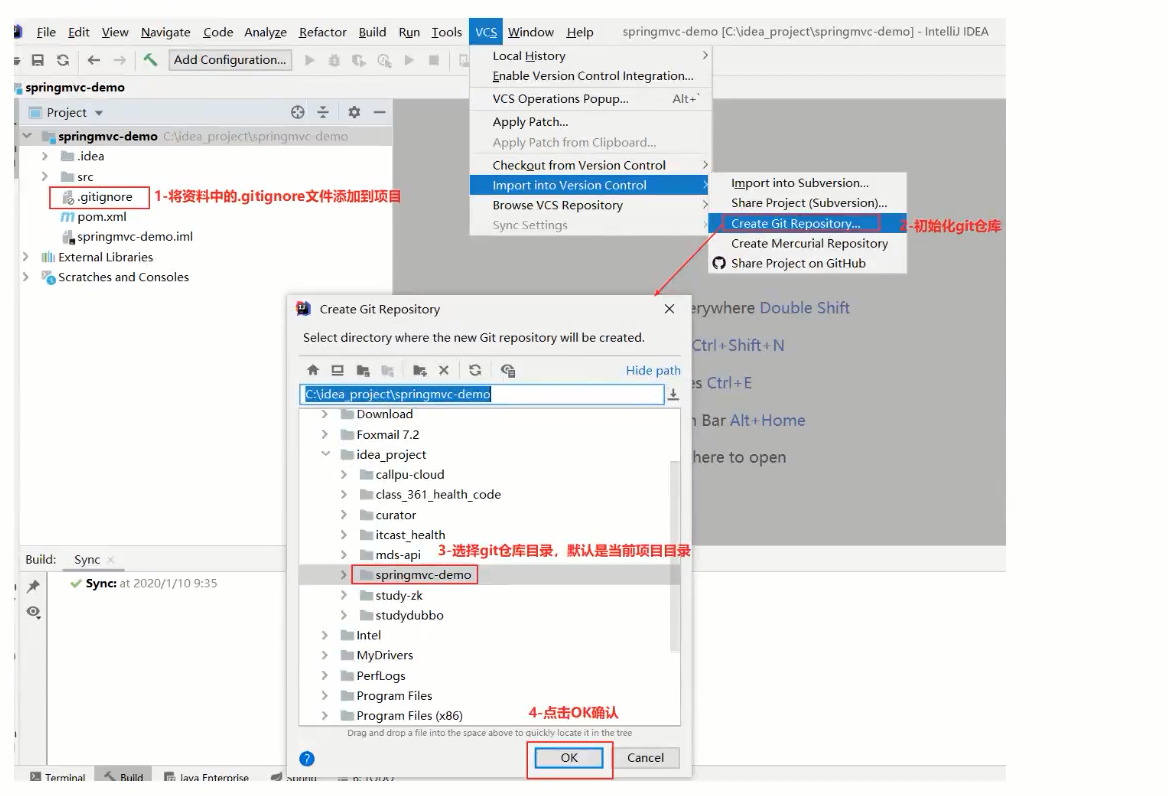 File Edit View Navigate Code Analyze Refactor Build Run Tools VCS Window Help springmvc-demo [C:\idea_project\springmvc-demo] - IntelliJ IDEA
Add Configuration...
springmvc-demo
Project
springmvc-demo C:\idea_project\springmvc-demo
.idea
src
.gitignore
1-将资料中的.gitignore文件添加到项目
pom.xml
springmvc-demo.iml
External Libraries
Scratches and Consoles
Local History
Enable Version Control Integration...
VCS Operations Popup... Alt+`
Apply Patch...
Apply Patch from Clipboard...
Checkout from Version Control
Import into Version Control
Browse VCS Repository
Sync Settings
Import into Subversion...
Share Project (Subversion)...
Create Git Repository...
2-初始化git仓库
Create Mercurial Repository
Share Project on GitHub
erywhere Double Shift
Ctrl+Shift+N
es Ctrl+E
n Bar Alt+Home
here to open
Create Git Repository
Select directory where the new Git repository will be created.
Hide path
C:\idea_project\springmvc-demo
Download
Foxmail 7.2
idea_project
callpu-cloud
class_361_health_code
curator
itcast_health
mds-api
3-选择git仓库目录，默认是当前项目目录
springmvc-demo
study-zk
studydubbo
Intel
MyDrivers
PerfLogs
Program Files
Program Files (x86)
4-点击OK确认
Drag and drop a file into the space above to quickly locate it in the tree
? OK Cancel
Build: Sync
Sync: at 2020/1/10 9:35
Terminal Build Java Enterprise Spring 6: TODO